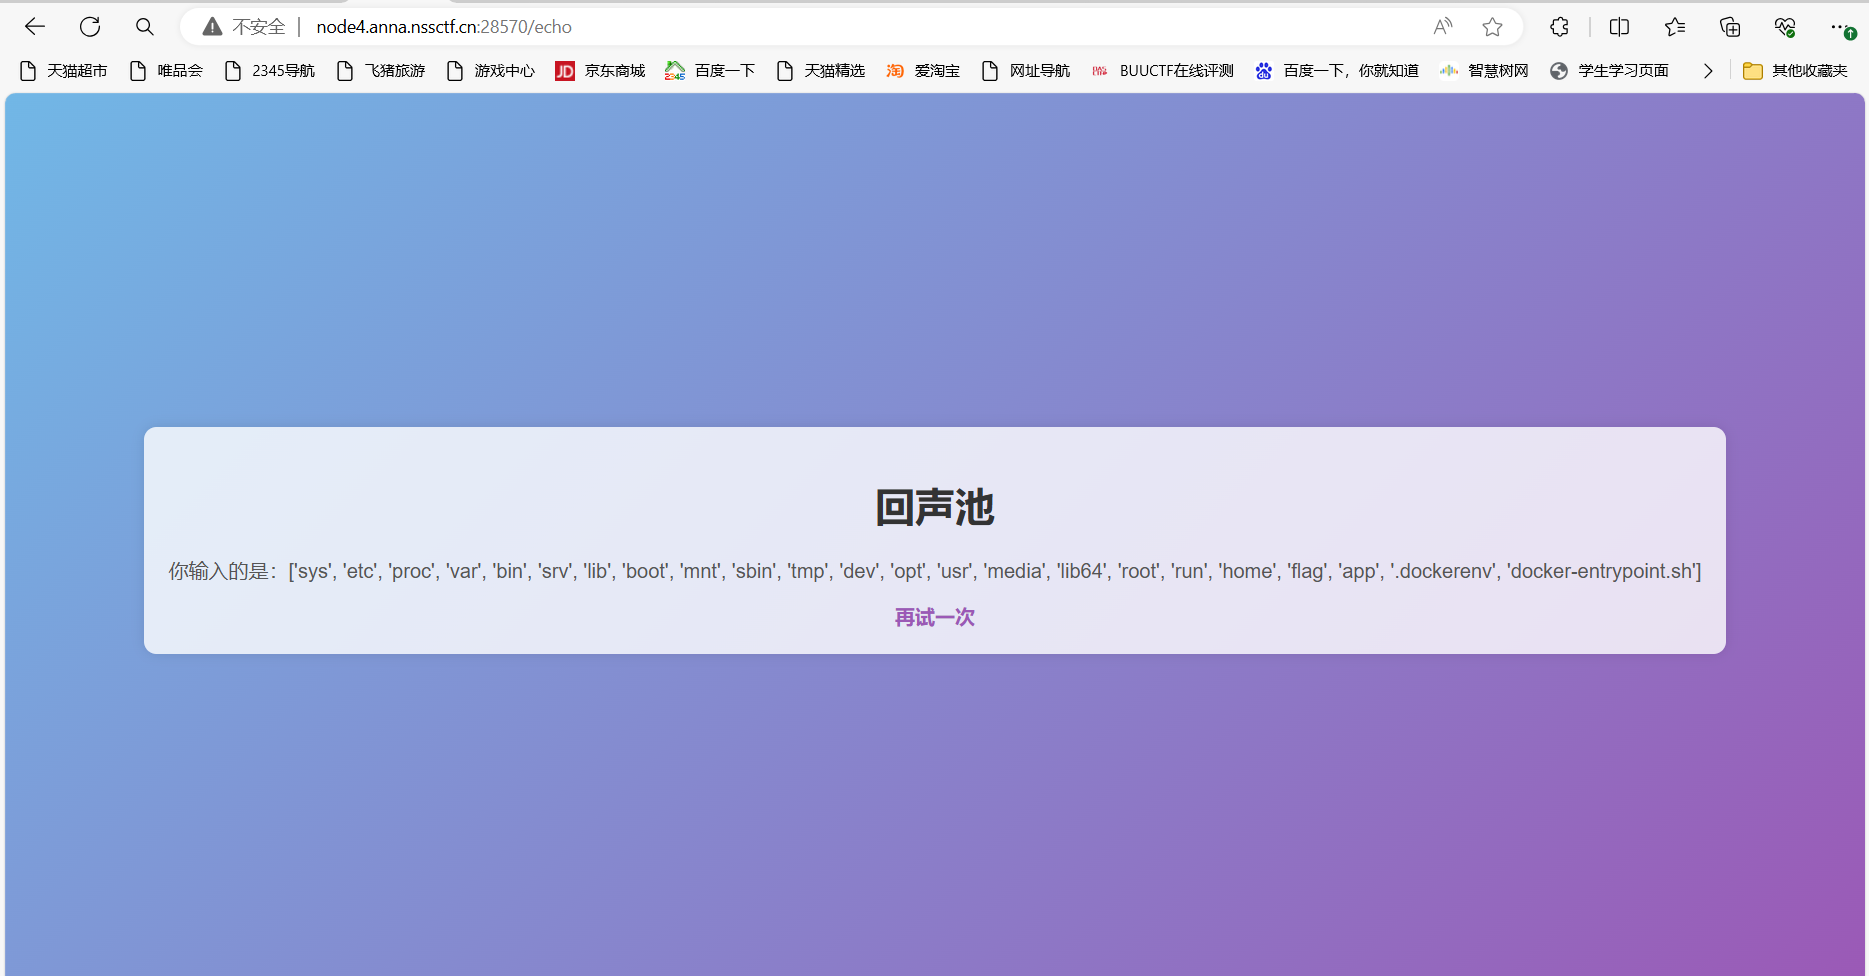 不安全 | node4.anna.nssctf.cn:28570/echo
天猫超市 唯品会 2345导航 飞猪旅游 游戏中心 JD 京东商城 2345 百度一下 天猫精选 淘 爱淘宝 网址导航 BUUCTF在线评测 du 百度一下，你就知道 智慧树网 学生学习页面 其他收藏夹
回声池
你输入的是：['sys', 'etc', 'proc', 'var', 'bin', 'srv', 'lib', 'boot', 'mnt', 'sbin', 'tmp', 'dev', 'opt', 'usr', 'media', 'lib64', 'root', 'run', 'home', 'flag', 'app', '.dockerenv', 'docker-entrypoint.sh']
再试一次